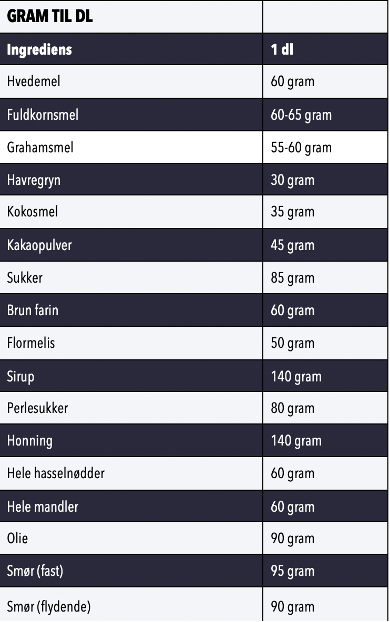 GRAM TIL DL
Ingrediens 1 dl
Hvedemel 60 gram
Fuldkornsmel 60-65 gram
Grahamsmel 55-60 gram
Havregryn 30 gram
Kokosmel 35 gram
Kakaopulver 45 gram
Sukker 85 gram
Brun farin 60 gram
Flormelis 50 gram
Sirup 140 gram
Perlesukker 80 gram
Honning 140 gram
Hele hasselnødder 60 gram
Hele mandler 60 gram
Olie 90 gram
Smør (fast) 95 gram
Smør (flydende) 90 gram